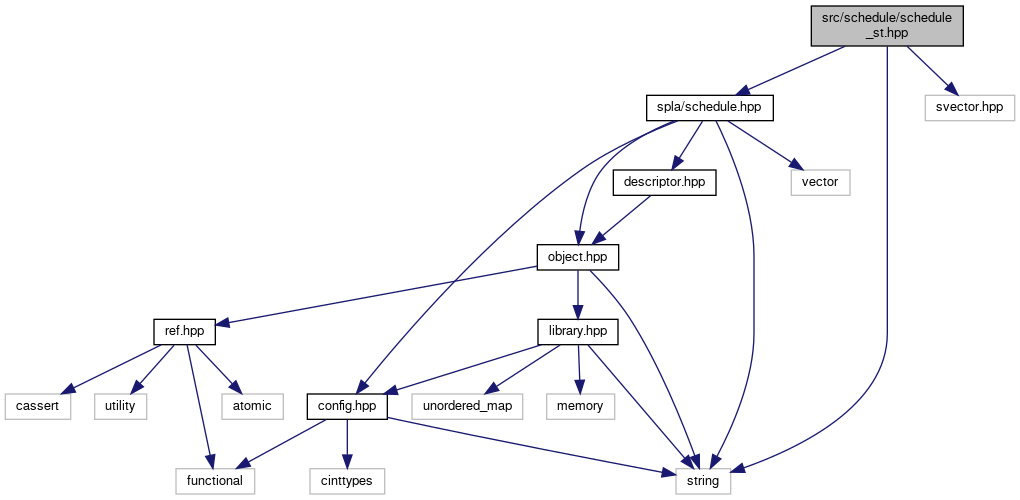 src/schedule/schedule
_st.hpp
spla/schedule.hpp
svector.hpp
descriptor.hpp
vector
object.hpp
ref.hpp
library.hpp
cassert
utility
atomic
config.hpp
unordered_map
memory
functional
cinttypes
string